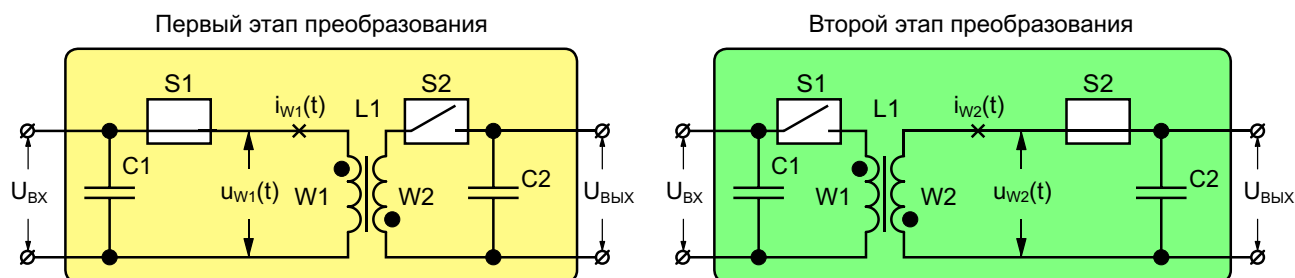 Первый этап преобразования
S1
S2
iW1(t)
L1
C1
UВХ
uW1(t)
W1
W2
C2
UВЫХ
Второй этап преобразования
S1
S2
L1
iW2(t)
C1
UВХ
W1
W2
uW2(t)
C2
UВЫХ